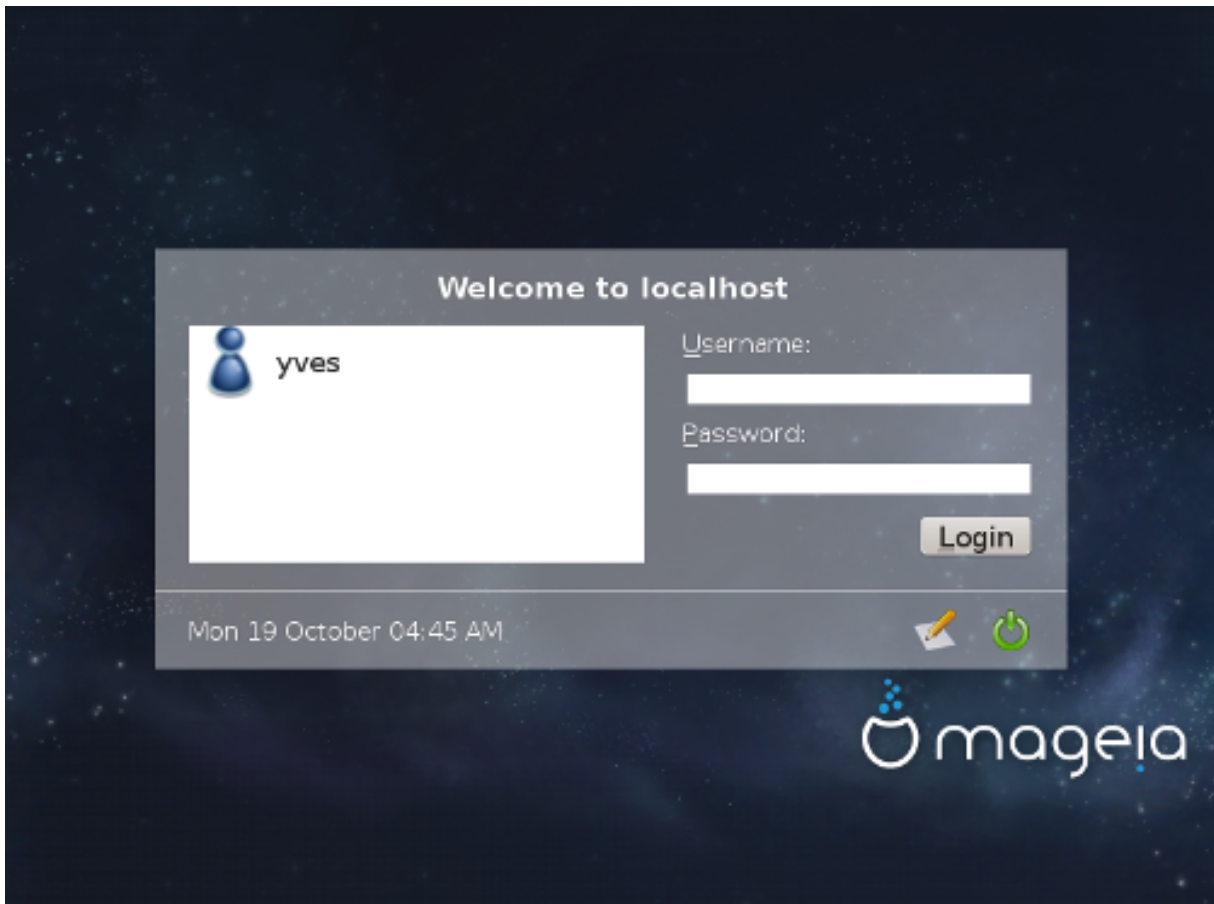 Welcome to localhost
yves
Username:
Password:
Login
Mon 19 October 04:45 AM
mageia